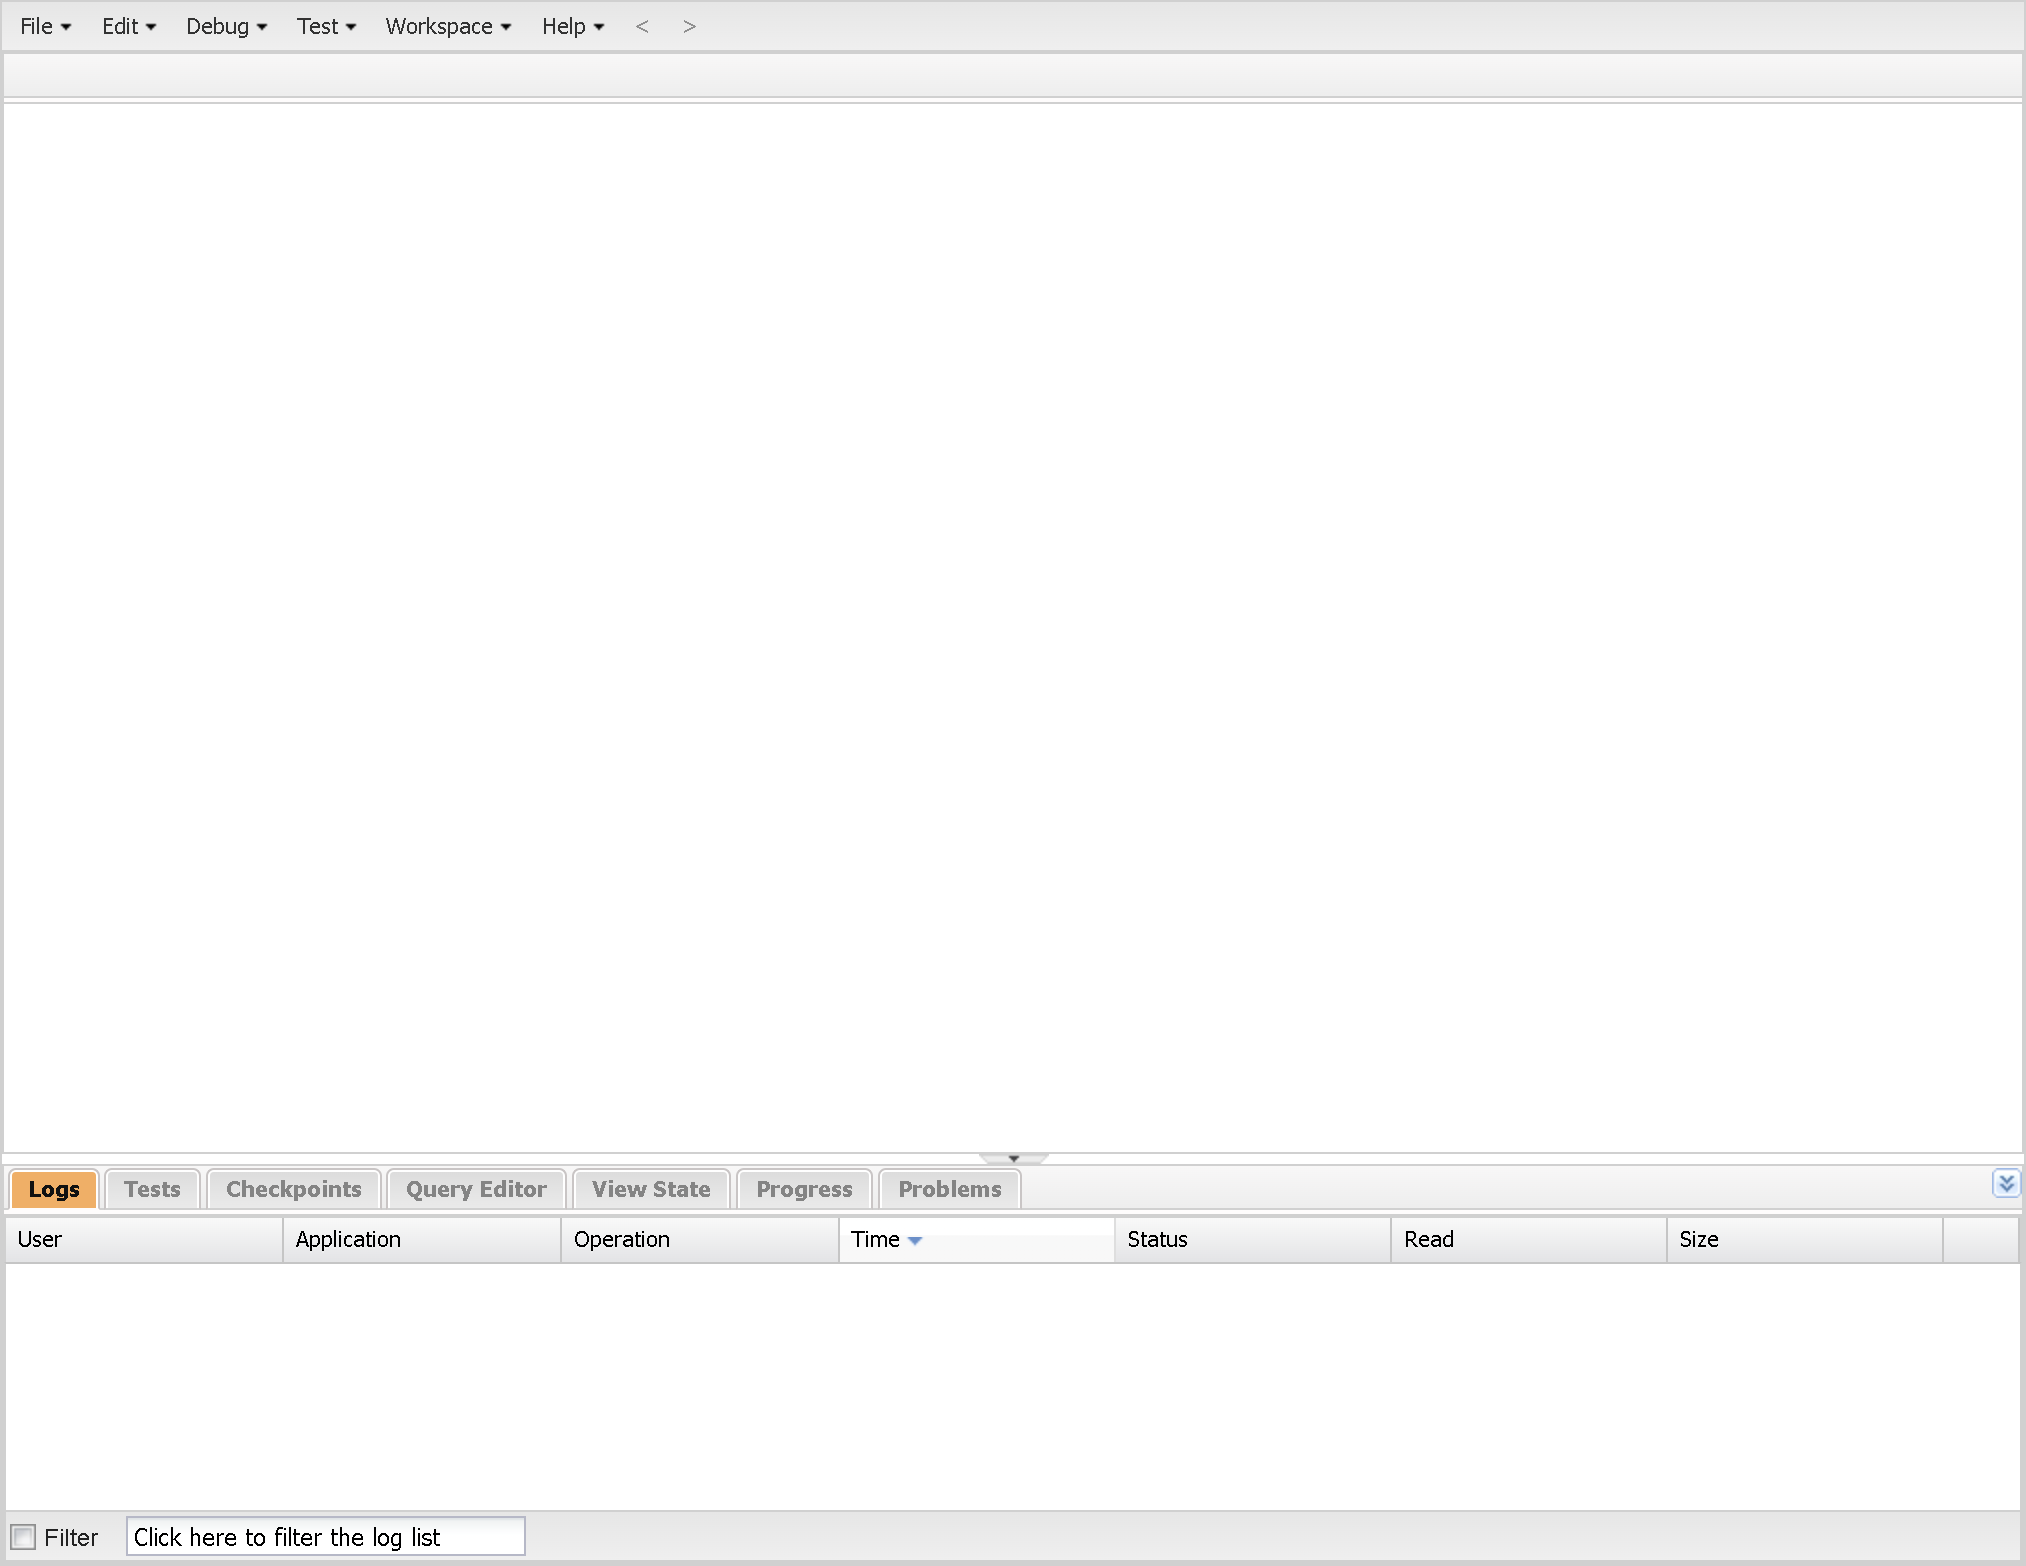 File Edit Debug Test Workspace Help < >
Logs Tests Checkpoints Query Editor View State Progress Problems
User Application Operation Time Status Read Size
Filter Click here to filter the log list